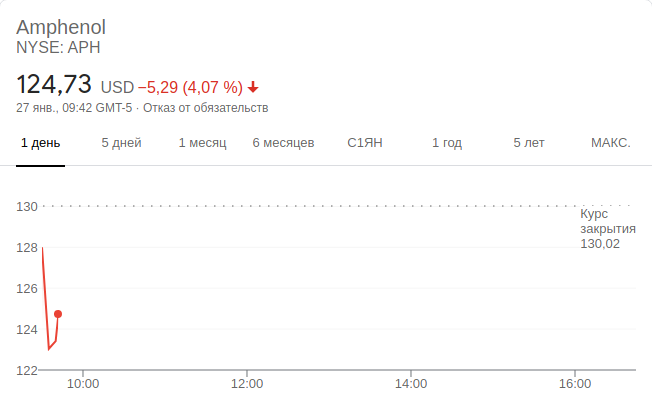 Amphenol
NYSE: APH
124,73 USD −5,29 (4,07 %)
27 янв., 09:42 GMT-5 · Отказ от обязательств
1 день 5 дней 1 месяц 6 месяцев С1ЯН 1 год 5 лет МАКС.
130
Курс
закрытия
130,02
128
126
124
122
10:00 12:00 14:00 16:00